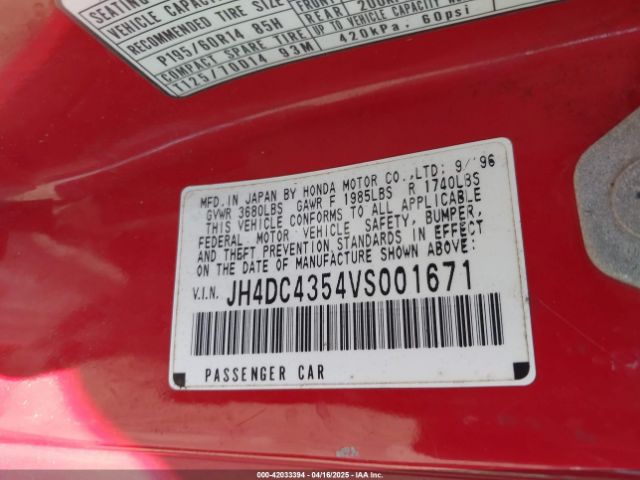 SEATING
VEHICLE CAPACITY
RECOMMENDED TIRE SIZE
P195/60R14 85H
COMPACT SPARE TIRE
T125/70D14 93M
FRONT
REAR
UP TO VEHICLE CAPACITY
420kPa, 60psi
MFD. IN JAPAN BY HONDA MOTOR CO.,LTD: 9/'96
GVWR 3680LBS GAWR F 1985LBS R 1740LBS
THIS VEHICLE CONFORMS TO ALL APPLICABLE
FEDERAL MOTOR VEHICLE SAFETY, BUMPER,
AND THEFT PREVENTION STANDARDS IN EFFECT
ON THE DATE OF MANUFACTURE SHOWN ABOVE:
V.I.N. JH4DC4354VS001671
PASSENGER CAR
000-42033394 - 04/16/2025 - IAA Inc.